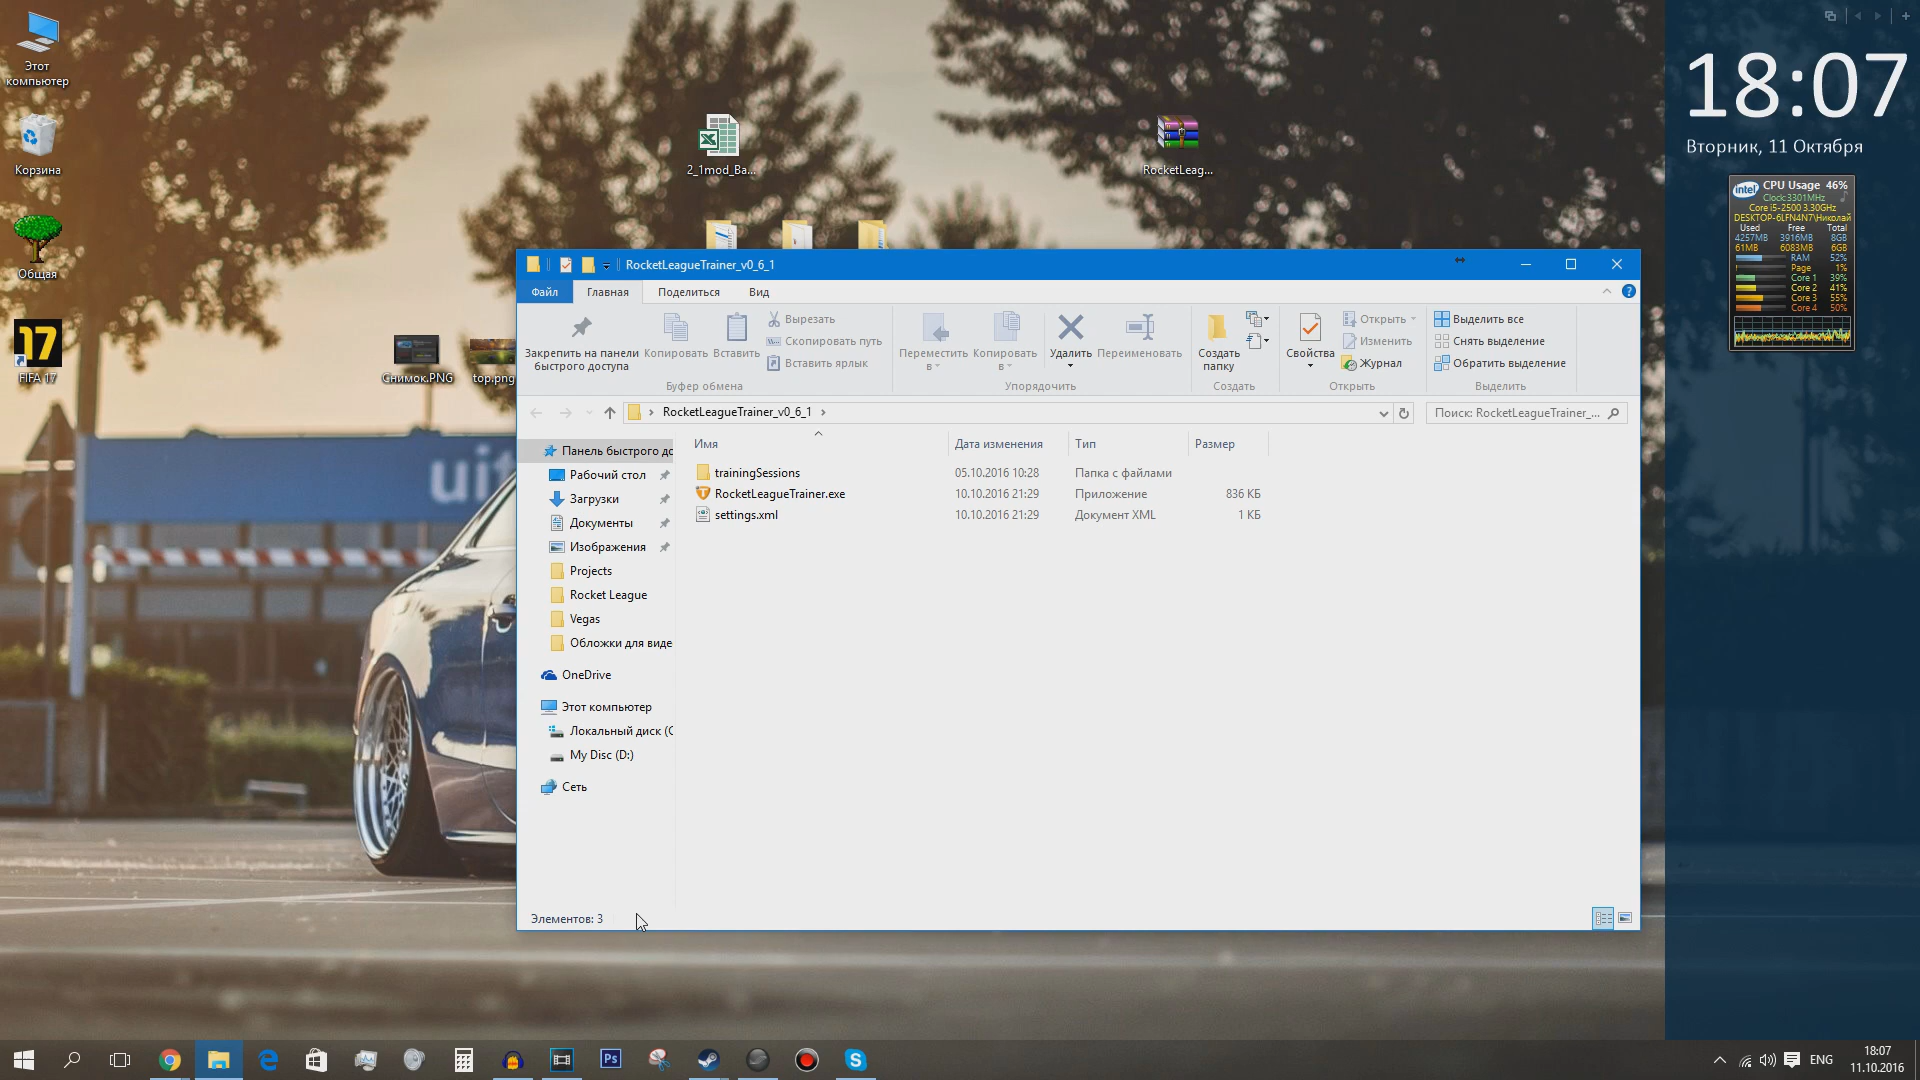 Этот
компьютер
Корзина
Общая
17
FIFA 17
2_1mod_Ba...
RocketLeag...
Снимок.PNG
top.png
uit
18:07
Вторник, 11 Октября
intel
CPU Usage 46%
Clock:3301MHz
Core i5-2500 3.30GHz
DESKTOP-6LFN4N7\Николай
Used Free Total
4257MB 3916MB 8GB
61MB 6083MB 6GB
RAM 52%
Page 1%
Core 1 39%
Core 2 41%
Core 3 55%
Core 4 50%
RocketLeagueTrainer_v0_6_1
Файл Главная Поделиться Вид
Закрепить на панели
быстрого доступа
Копировать
Вставить
Вырезать
Скопировать путь
Вставить ярлык
Буфер обмена
Переместить
в
Копировать
в
Удалить
Переименовать
Упорядочить
Создать
папку
Создать
Свойства
Открыть
Изменить
Журнал
Открыть
Выделить все
Снять выделение
Обратить выделение
Выделить
RocketLeagueTrainer_v0_6_1
Поиск: RocketLeagueTrainer_...
Панель быстрого до
Рабочий стол
Загрузки
Документы
Изображения
Projects
Rocket League
Vegas
Обложки для виде
OneDrive
Этот компьютер
Локальный диск (C
My Disc (D:)
Сеть
Имя Дата изменения Тип Размер
trainingSessions 05.10.2016 10:28 Папка с файлами
RocketLeagueTrainer.exe 10.10.2016 21:29 Приложение 836 КБ
settings.xml 10.10.2016 21:29 Документ XML 1 КБ
Элементов: 3
Ps
ENG
18:07
11.10.2016